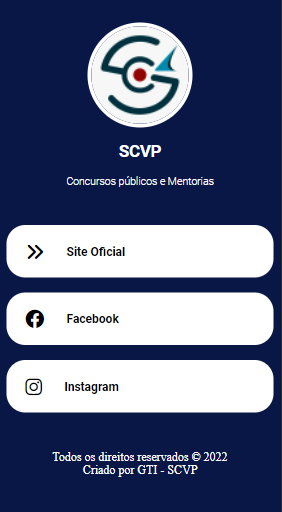 SCVP
Concursos públicos e Mentorias
Site Oficial
Facebook
Instagram
Todos os direitos reservados © 2022
Criado por GTI - SCVP